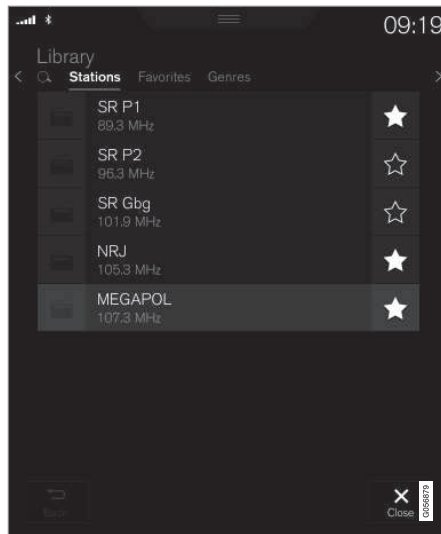 09:19
Library
Stations Favorites Genres
SR P1
89.3 MHz
SR P2
96.3 MHz
SR Gbg
101.9 MHz
NRJ
105.3 MHz
MEGAPOL
107.3 MHz
Back
Close
G056879